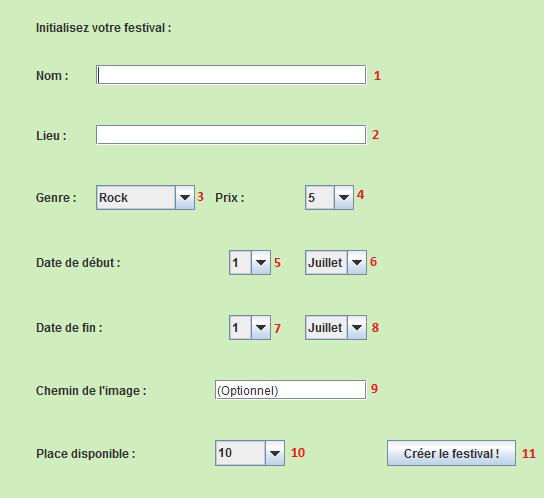 Initialisez votre festival :
Nom : 1
Lieu : 2
Genre : Rock 3 Prix : 5 4
Date de début : 1 5 Juillet 6
Date de fin : 1 7 Juillet 8
Chemin de l'image : (Optionnel) 9
Place disponible : 10 10 Créer le festival ! 11